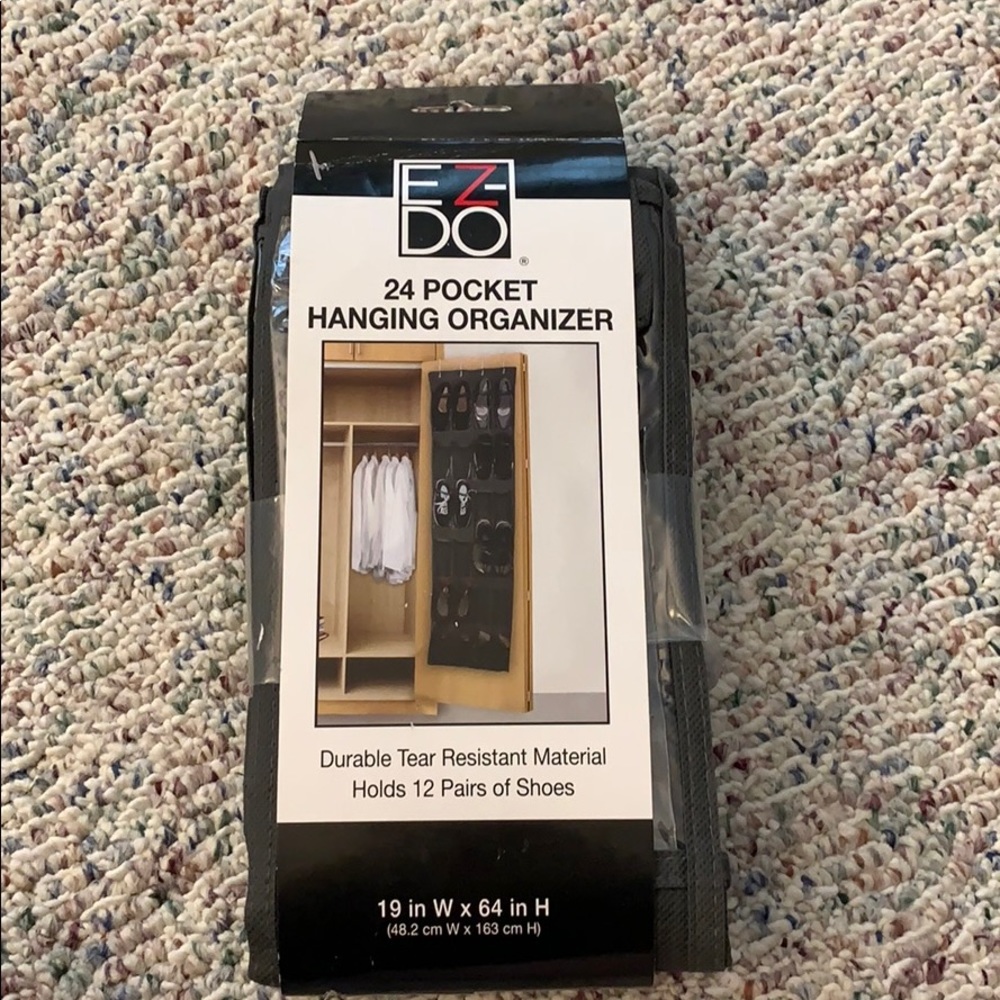 EZ-
DO®
24 POCKET
HANGING ORGANIZER
Durable Tear Resistant Material
Holds 12 Pairs of Shoes
19 in W x 64 in H
(48.2 cm W x 163 cm H)